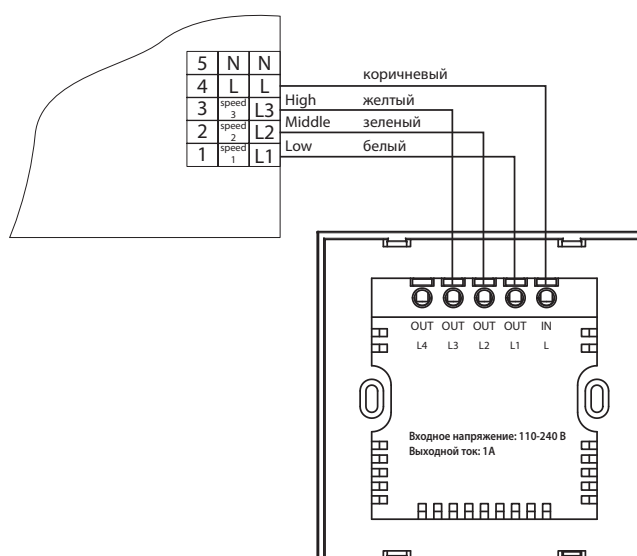 коричневый
5 N N
4 L L
3 speed 3 L3 High желтый
2 speed 2 L2 Middle зеленый
1 speed 1 L1 Low белый
OUT OUT OUT OUT IN
L4 L3 L2 L1 L
Входное напряжение: 110-240 В
Выходной ток: 1А